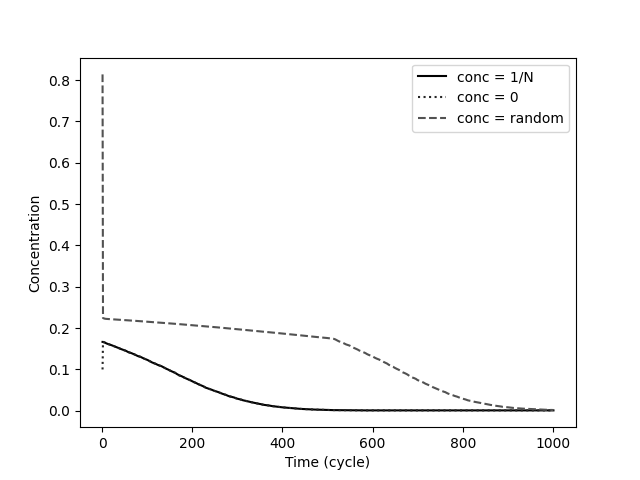 conc = 1/N
conc = 0
conc = random
0.8
0.7
0.6
0.5
0.4
0.3
0.2
0.1
0.0
Concentration
0 200 400 600 800 1000
Time (cycle)